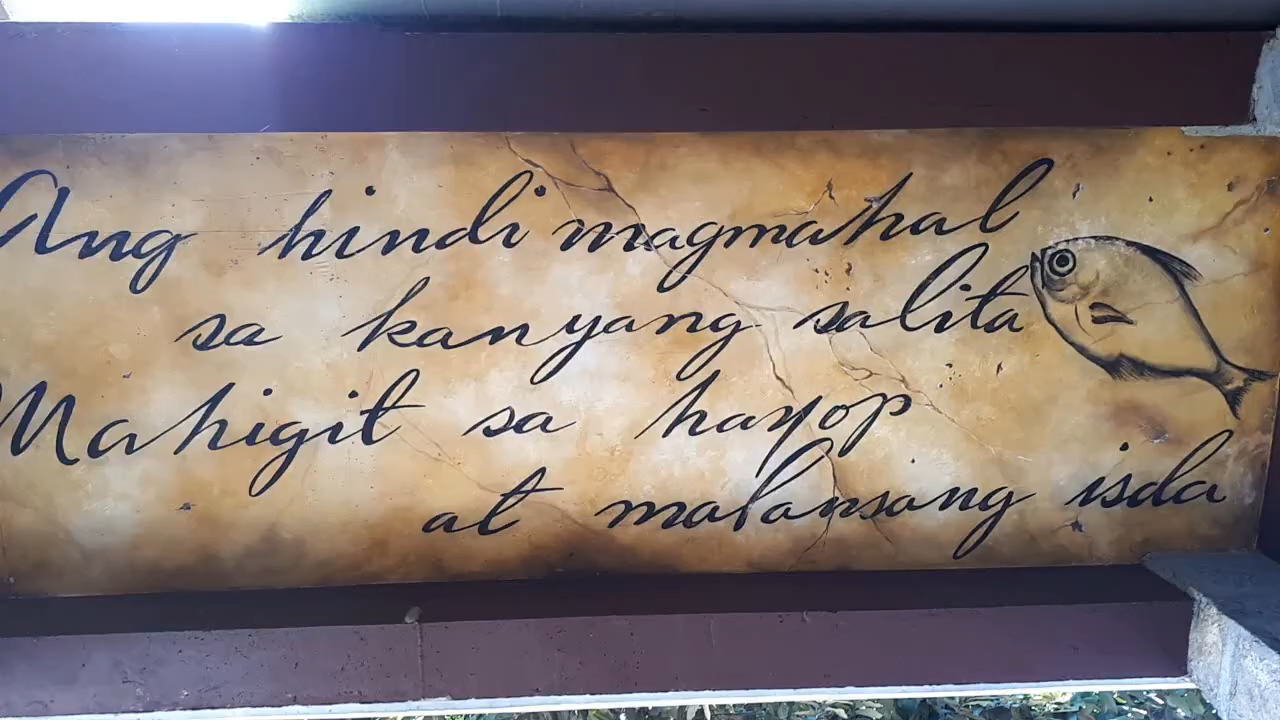 Ang hindi magmahal
sa kanyang salita
Mahigit sa hayop
at malansang isda